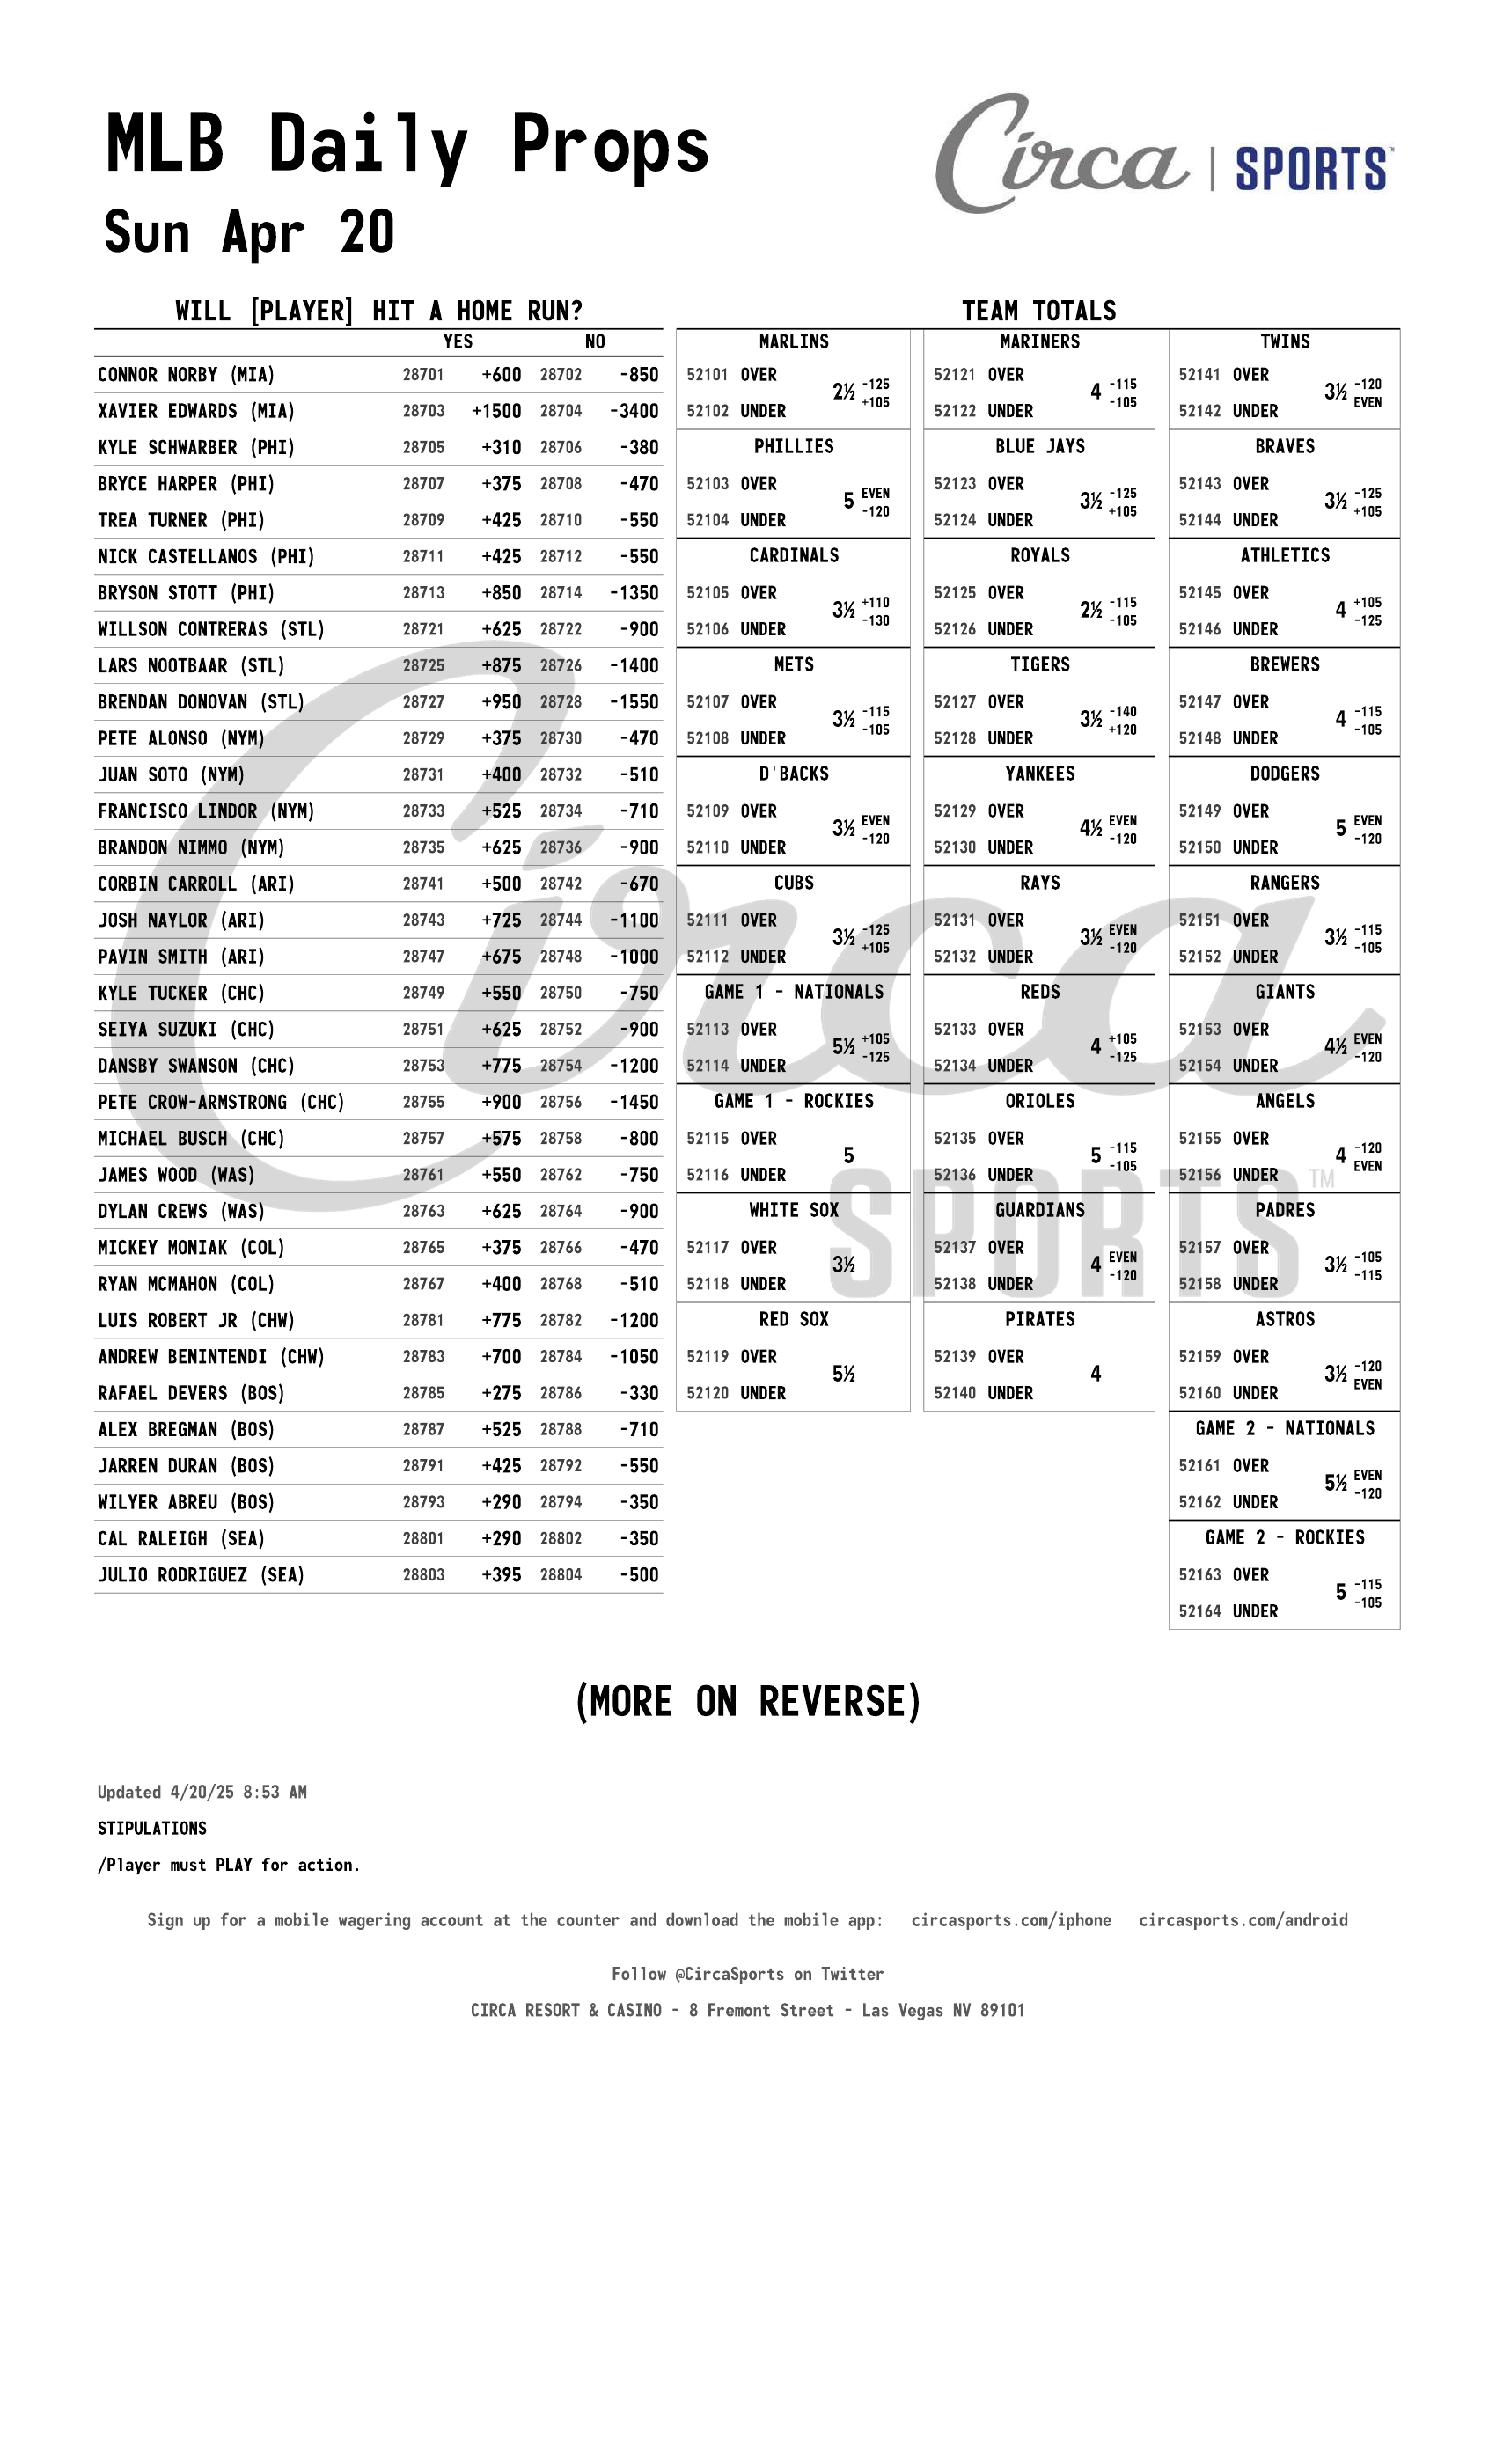 MLB Daily Props
Sun Apr 20
Circa | SPORTS™
WILL [PLAYER] HIT A HOME RUN?
YES NO
CONNOR NORBY (MIA) 28701 +600 28702 -850
XAVIER EDWARDS (MIA) 28703 +1500 28704 -3400
KYLE SCHWARBER (PHI) 28705 +310 28706 -380
BRYCE HARPER (PHI) 28707 +375 28708 -470
TREA TURNER (PHI) 28709 +425 28710 -550
NICK CASTELLANOS (PHI) 28711 +425 28712 -550
BRYSON STOTT (PHI) 28713 +850 28714 -1350
WILLSON CONTRERAS (STL) 28721 +625 28722 -900
LARS NOOTBAAR (STL) 28725 +875 28726 -1400
BRENDAN DONOVAN (STL) 28727 +950 28728 -1550
PETE ALONSO (NYM) 28729 +375 28730 -470
JUAN SOTO (NYM) 28731 +400 28732 -510
FRANCISCO LINDOR (NYM) 28733 +525 28734 -710
BRANDON NIMMO (NYM) 28735 +625 28736 -900
CORBIN CARROLL (ARI) 28741 +500 28742 -670
JOSH NAYLOR (ARI) 28743 +725 28744 -1100
PAVIN SMITH (ARI) 28747 +675 28748 -1000
KYLE TUCKER (CHC) 28749 +550 28750 -750
SEIYA SUZUKI (CHC) 28751 +625 28752 -900
DANSBY SWANSON (CHC) 28753 +775 28754 -1200
PETE CROW-ARMSTRONG (CHC) 28755 +900 28756 -1450
MICHAEL BUSCH (CHC) 28757 +575 28758 -800
JAMES WOOD (WAS) 28761 +550 28762 -750
DYLAN CREWS (WAS) 28763 +625 28764 -900
MICKEY MONIAK (COL) 28765 +375 28766 -470
RYAN MCMAHON (COL) 28767 +400 28768 -510
LUIS ROBERT JR (CHW) 28781 +775 28782 -1200
ANDREW BENINTENDI (CHW) 28783 +700 28784 -1050
RAFAEL DEVERS (BOS) 28785 +275 28786 -330
ALEX BREGMAN (BOS) 28787 +525 28788 -710
JARREN DURAN (BOS) 28791 +425 28792 -550
WILYER ABREU (BOS) 28793 +290 28794 -350
CAL RALEIGH (SEA) 28801 +290 28802 -350
JULIO RODRIGUEZ (SEA) 28803 +395 28804 -500
TEAM TOTALS
MARLINS
52101 OVER 2½ -125
52102 UNDER +105
PHILLIES
52103 OVER 5 EVEN
52104 UNDER -120
CARDINALS
52105 OVER 3½ +110
52106 UNDER -130
METS
52107 OVER 3½ -115
52108 UNDER -105
D'BACKS
52109 OVER 3½ EVEN
52110 UNDER -120
CUBS
52111 OVER 3½ -125
52112 UNDER +105
GAME 1 - NATIONALS
52113 OVER 5½ +105
52114 UNDER -125
GAME 1 - ROCKIES
52115 OVER 5
52116 UNDER
WHITE SOX
52117 OVER 3½
52118 UNDER
RED SOX
52119 OVER 5½
52120 UNDER
MARINERS
52121 OVER 4 -115
52122 UNDER -105
BLUE JAYS
52123 OVER 3½ -125
52124 UNDER +105
ROYALS
52125 OVER 2½ -115
52126 UNDER -105
TIGERS
52127 OVER 3½ -140
52128 UNDER +120
YANKEES
52129 OVER 4½ EVEN
52130 UNDER -120
RAYS
52131 OVER 3½ EVEN
52132 UNDER -120
REDS
52133 OVER 4 +105
52134 UNDER -125
ORIOLES
52135 OVER 5 -115
52136 UNDER -105
GUARDIANS
52137 OVER 4 EVEN
52138 UNDER -120
PIRATES
52139 OVER 4
52140 UNDER
TWINS
52141 OVER 3½ -120
52142 UNDER EVEN
BRAVES
52143 OVER 3½ -125
52144 UNDER +105
ATHLETICS
52145 OVER 4 +105
52146 UNDER -125
BREWERS
52147 OVER 4 -115
52148 UNDER -105
DODGERS
52149 OVER 5 EVEN
52150 UNDER -120
RANGERS
52151 OVER 3½ -115
52152 UNDER -105
GIANTS
52153 OVER 4½ EVEN
52154 UNDER -120
ANGELS
52155 OVER 4 -120
52156 UNDER EVEN
PADRES
52157 OVER 3½ -105
52158 UNDER -115
ASTROS
52159 OVER 3½ -120
52160 UNDER EVEN
GAME 2 - NATIONALS
52161 OVER 5½ EVEN
52162 UNDER -120
GAME 2 - ROCKIES
52163 OVER 5 -115
52164 UNDER -105
Circa
SPORTS™
(MORE ON REVERSE)
Updated 4/20/25 8:53 AM
STIPULATIONS
/Player must PLAY for action.
Sign up for a mobile wagering account at the counter and download the mobile app: circasports.com/iphone circasports.com/android
Follow @CircaSports on Twitter
CIRCA RESORT & CASINO - 8 Fremont Street - Las Vegas NV 89101